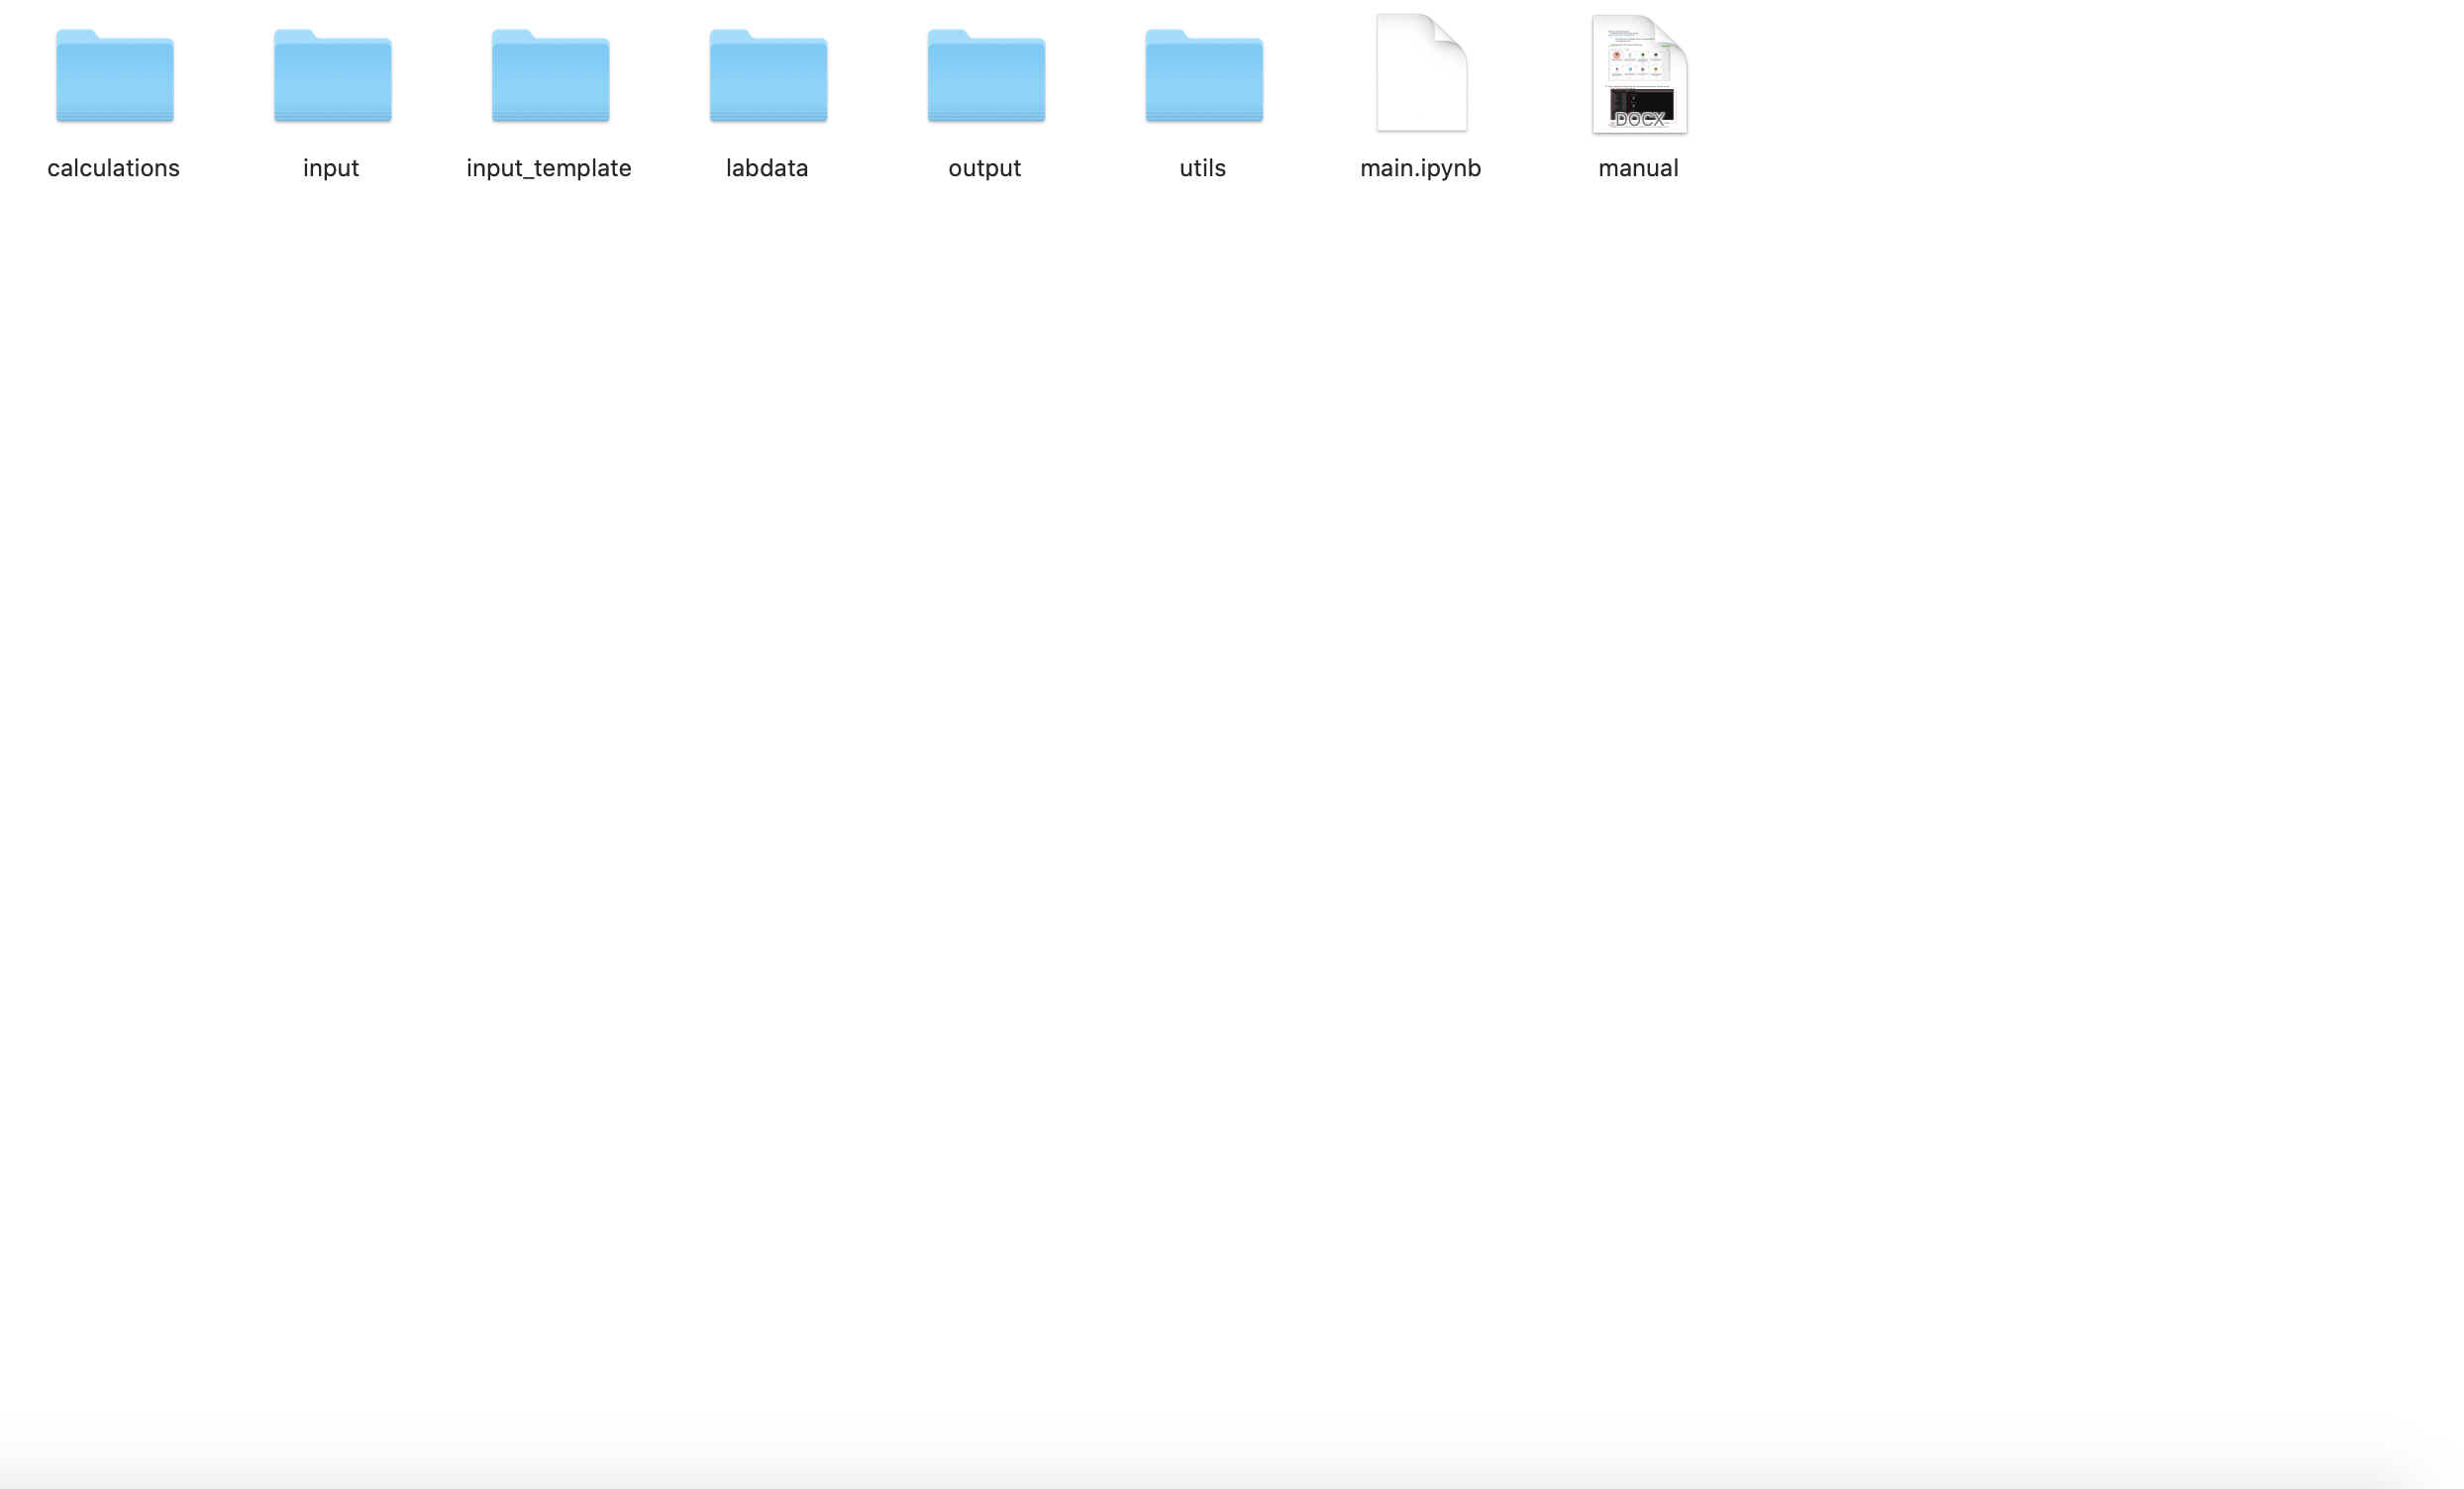 calculations
input
input_template
labdata
output
utils
main.ipynb
DOCX
manual